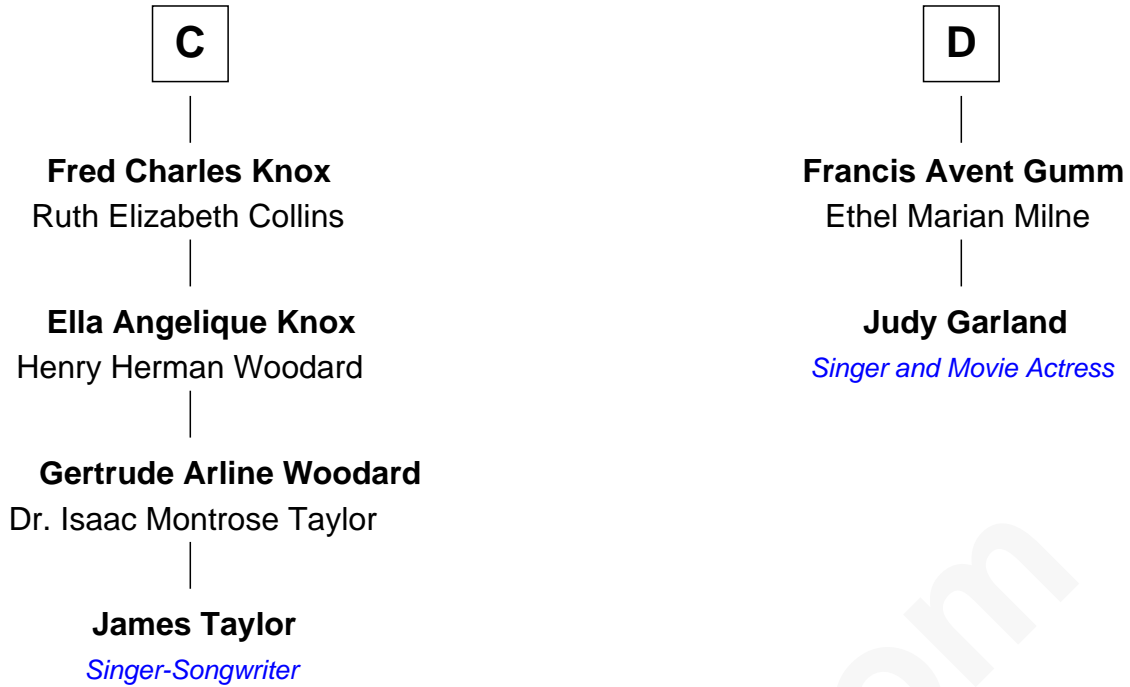 C
Fred Charles Knox
Ruth Elizabeth Collins
Ella Angelique Knox
Henry Herman Woodard
Gertrude Arline Woodard
Dr. Isaac Montrose Taylor
James Taylor
Singer-Songwriter
D
Francis Avent Gumm
Ethel Marian Milne
Judy Garland
Singer and Movie Actress
om